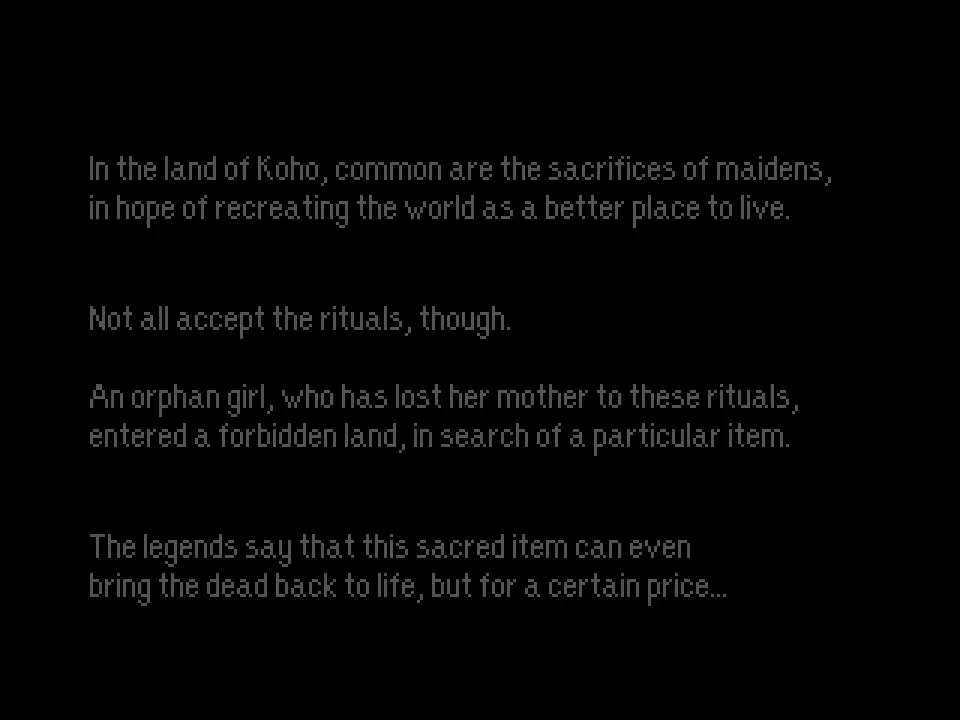 In the land of Koho, common are the sacrifices of maidens,
in hope of recreating the world as a better place to live.
Not all accept the rituals, though.
An orphan girl, who has lost her mother to these rituals,
entered a forbidden land, in search of a particular item.
The legends say that this sacred item can even
bring the dead back to life, but for a certain price...